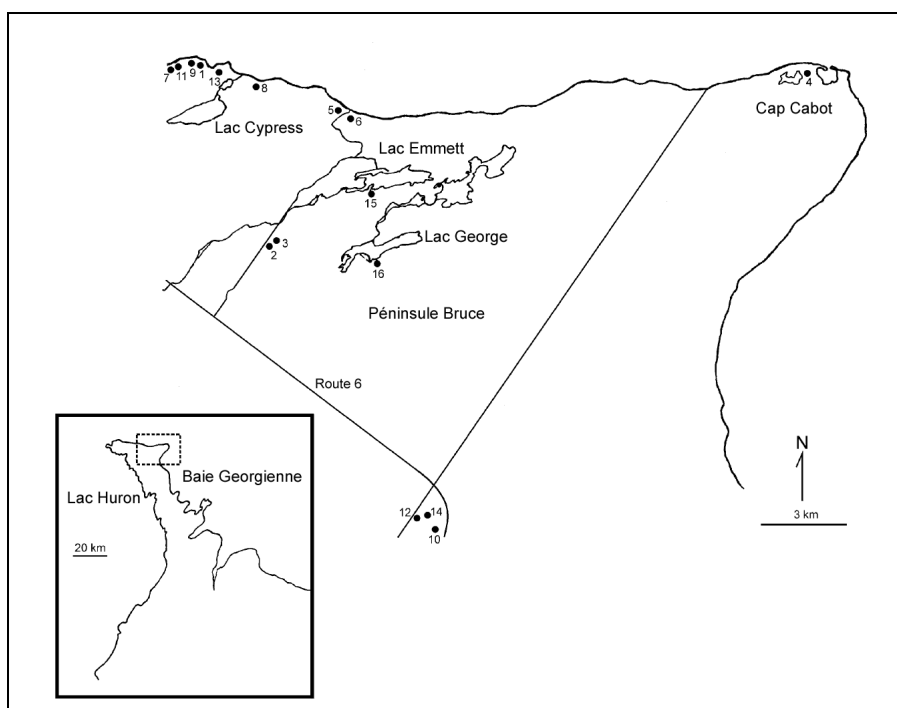 7 11 9 1 13
8
4
Cap Cabot
5
6
Lac Cypress
Lac Emmett
15
3
2
Lac George
16
Péninsule Bruce
Route 6
N
3 km
12 14
10
Lac Huron
Baie Georgienne
20 km